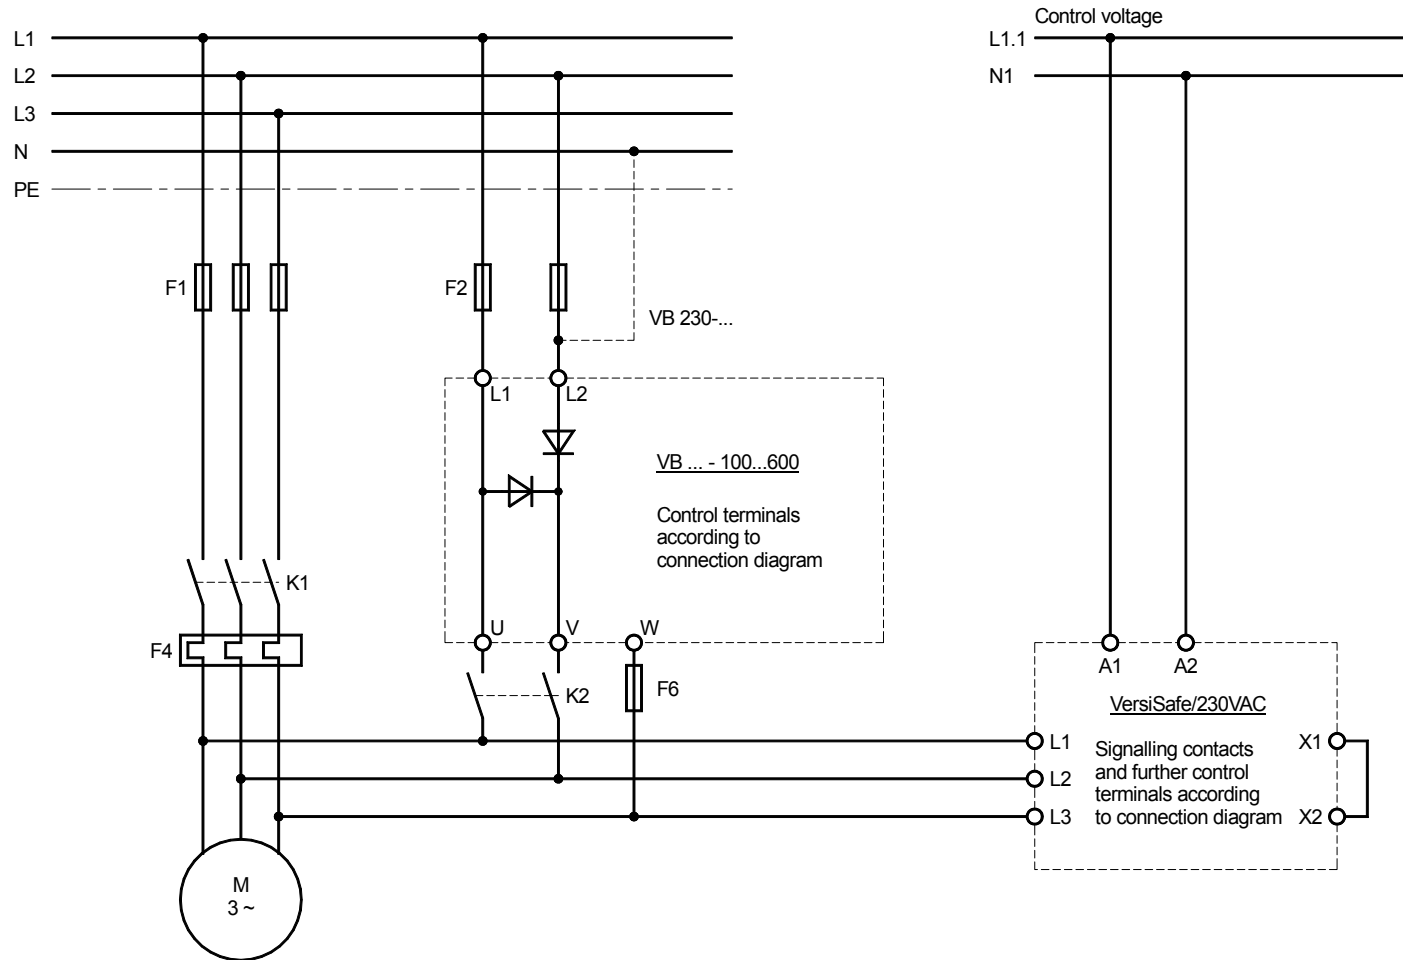 Control voltage
L1
L1.1
L2
N1
L3
N
PE
F1
F2
VB 230-...
L1
L2
VB ... - 100...600
Control terminals
according to
connection diagram
K1
U
V
W
F4
K2
F6
A1
A2
VersiSafe/230VAC
L1
Signalling contacts
X1
L2
and further control
terminals according
L3
to connection diagram
X2
M
3 ~